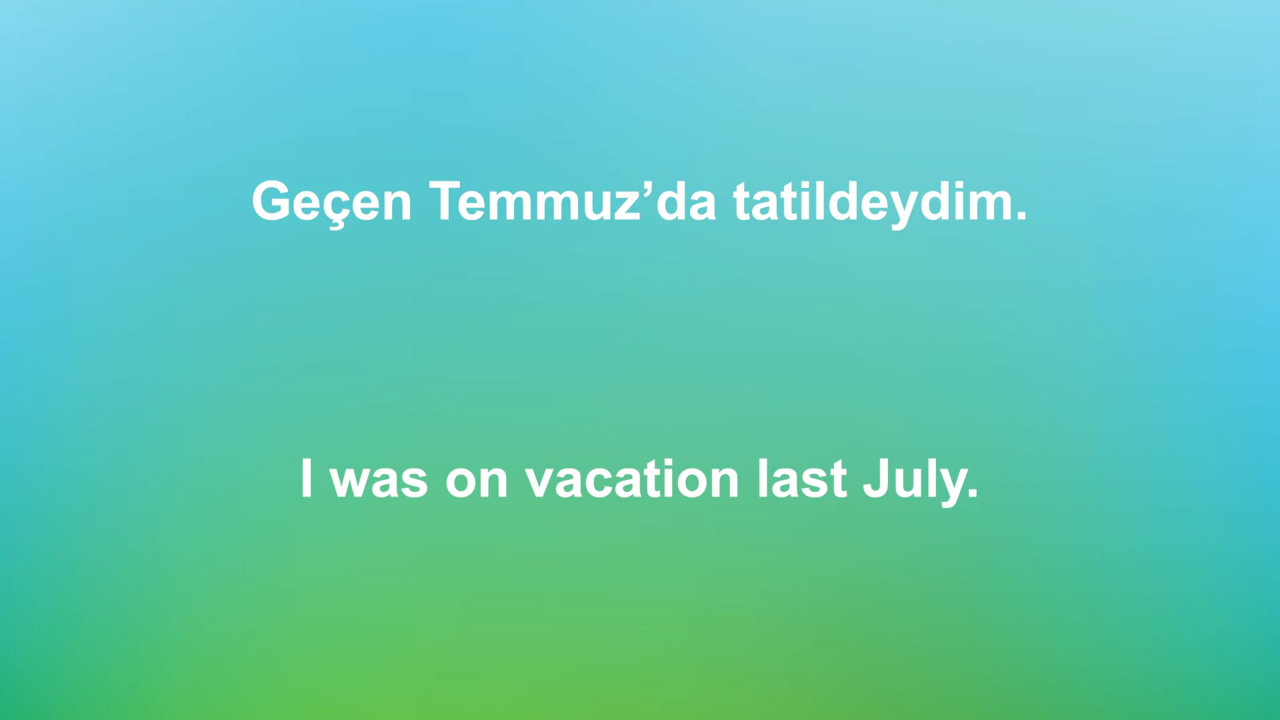 Geçen Temmuz’da tatildeydim.
I was on vacation last July.